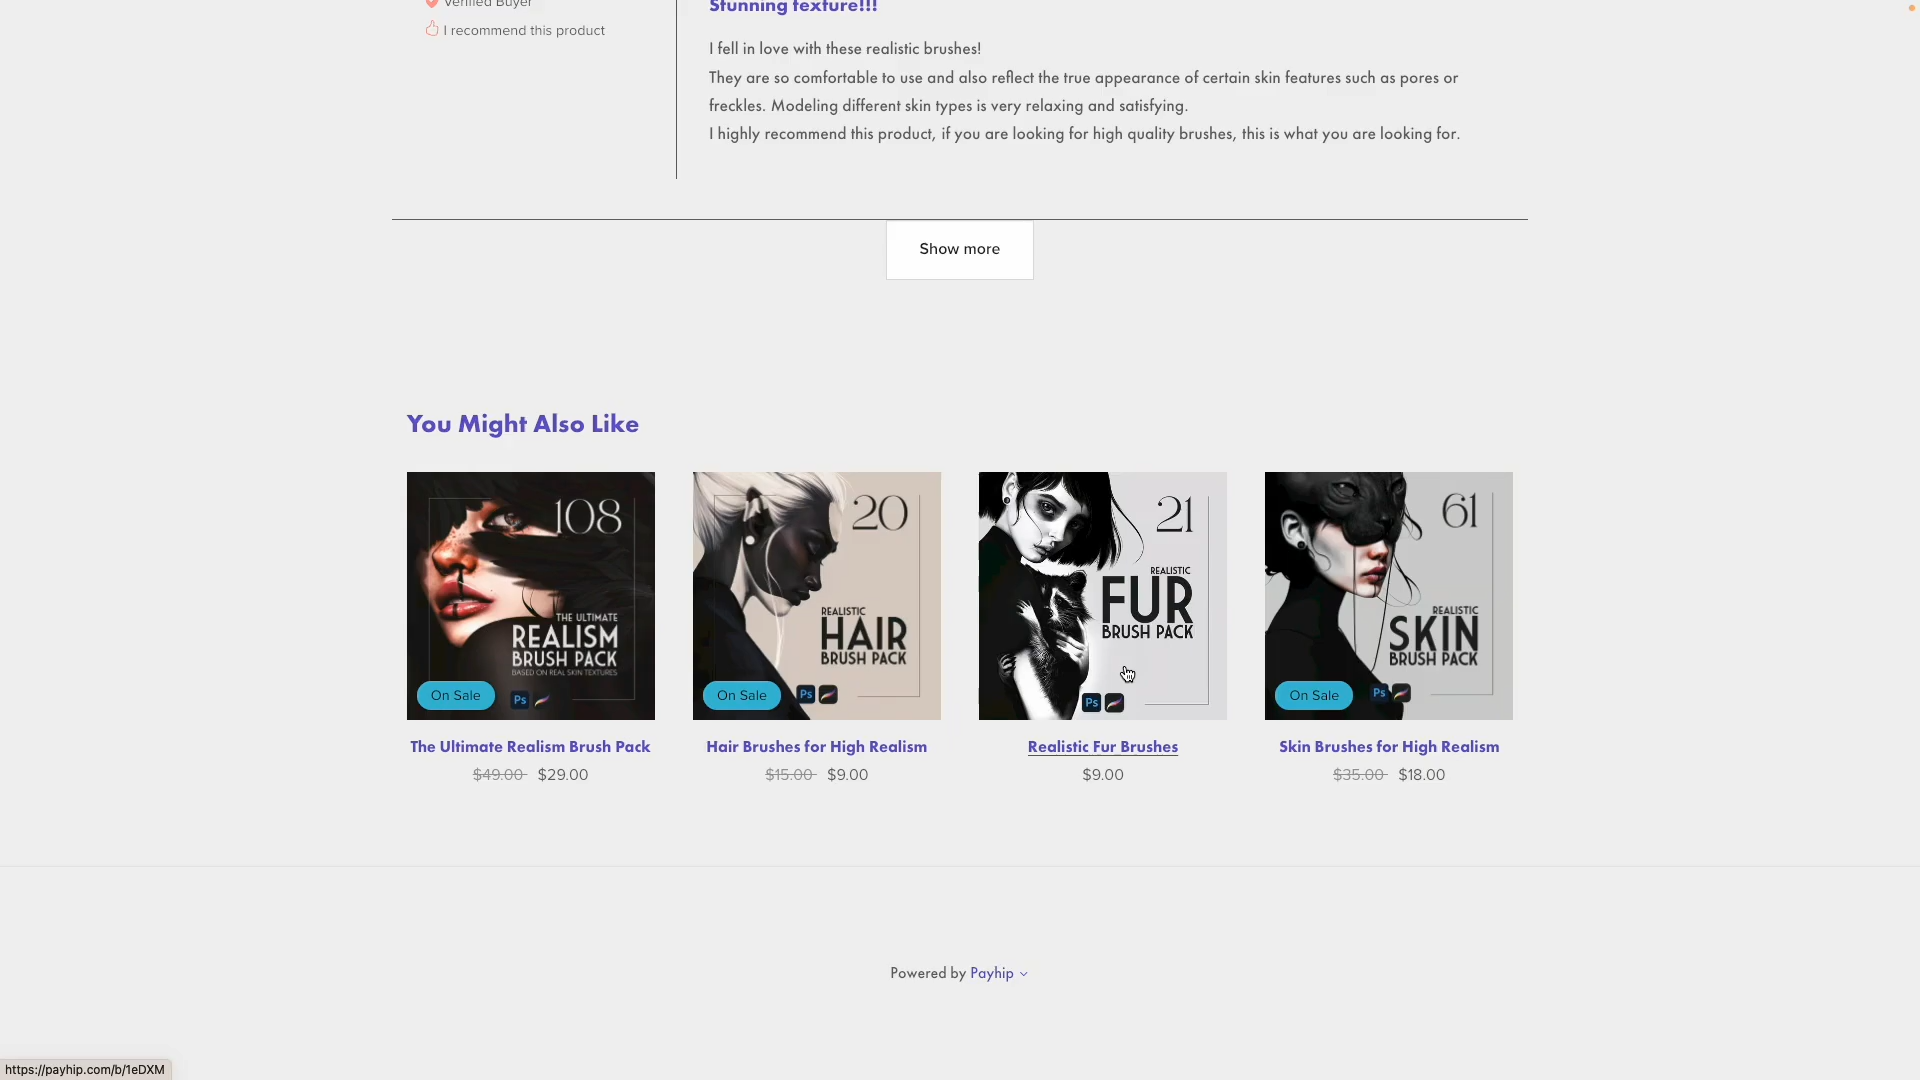 Verified Buyer
I recommend this product
Stunning texture!!!
I fell in love with these realistic brushes!
They are so comfortable to use and also reflect the true appearance of certain skin features such as pores or
freckles. Modeling different skin types is very relaxing and satisfying.
I highly recommend this product, if you are looking for high quality brushes, this is what you are looking for.
Show more
You Might Also Like
108
THE ULTIMATE
REALISM
BRUSH PACK
BASED ON REAL SKIN TEXTURES
On Sale
Ps
The Ultimate Realism Brush Pack
$49.00 $29.00
20
REALISTIC
HAIR
BRUSH PACK
On Sale
Ps
Hair Brushes for High Realism
$15.00 $9.00
21
REALISTIC
FUR
BRUSH PACK
Ps
Realistic Fur Brushes
$9.00
61
REALISTIC
SKIN
BRUSH PACK
On Sale
Ps
Skin Brushes for High Realism
$35.00 $18.00
Powered by Payhip
https://payhip.com/b/1eDXM